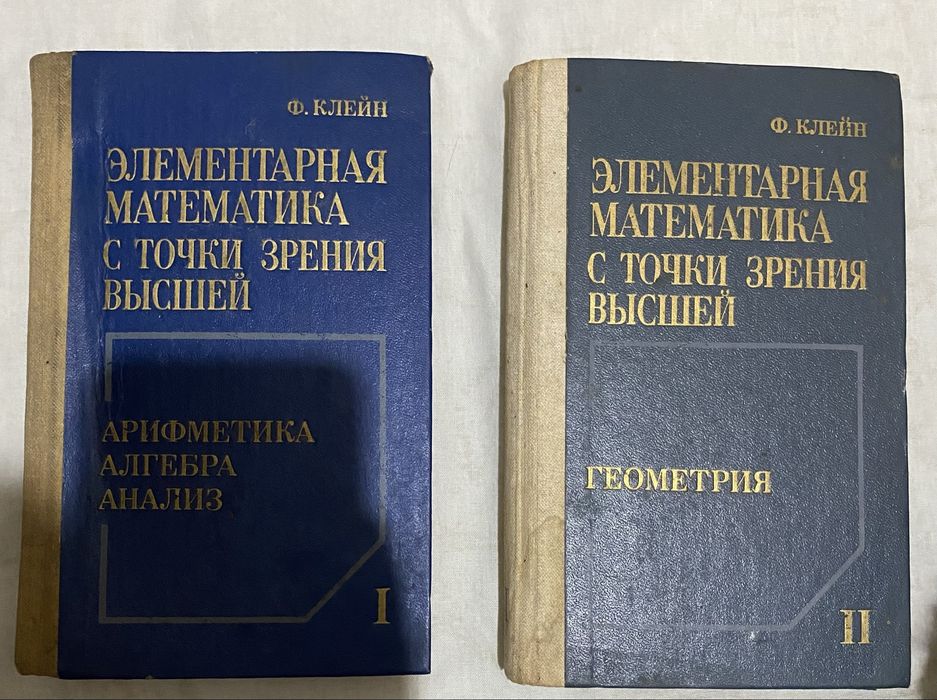 Ф. КЛЕЙН
ЭЛЕМЕНТАРНАЯ
МАТЕМАТИКА
С ТОЧКИ ЗРЕНИЯ
ВЫСШЕЙ
АРИФМЕТИКА
АЛГЕБРА
АНАЛИЗ
I
Ф. КЛЕЙН
ЭЛЕМЕНТАРНАЯ
МАТЕМАТИКА
С ТОЧКИ ЗРЕНИЯ
ВЫСШЕЙ
ГЕОМЕТРИЯ
II